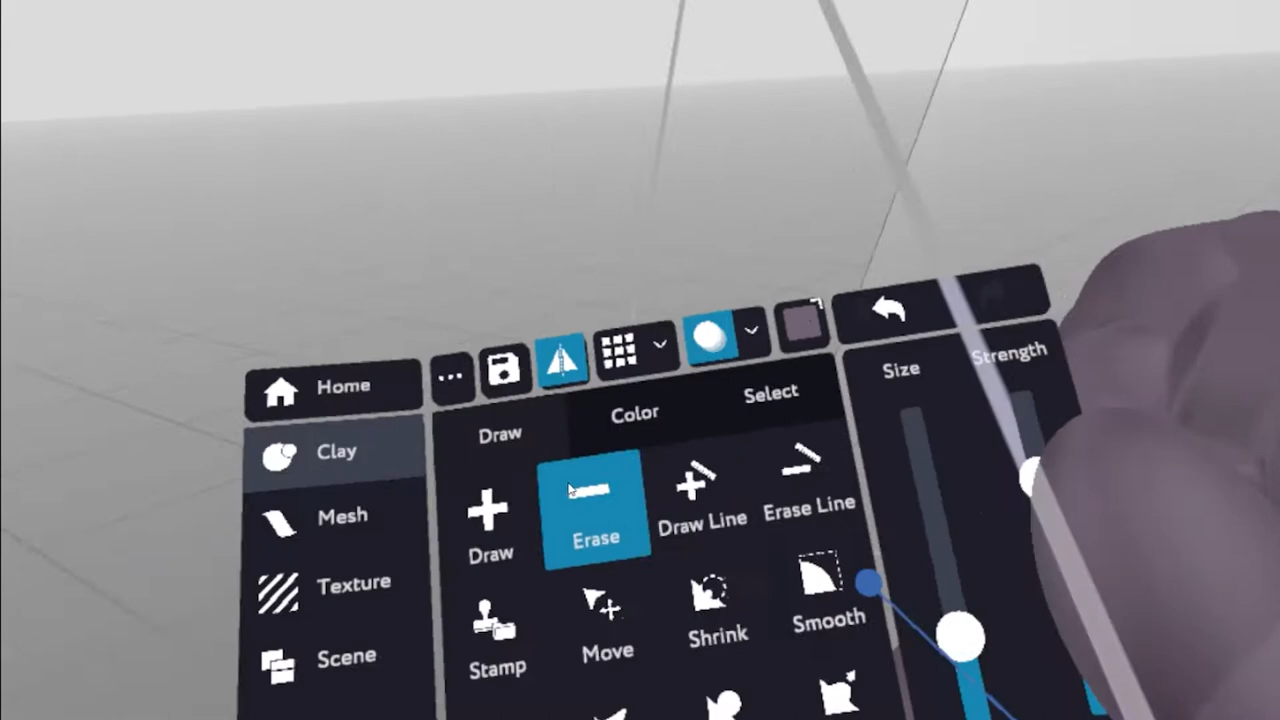 Home
Clay
Mesh
Texture
Scene
Draw
Color
Select
Draw
Erase
Draw Line
Erase Line
Stamp
Move
Shrink
Smooth
Size
Strength